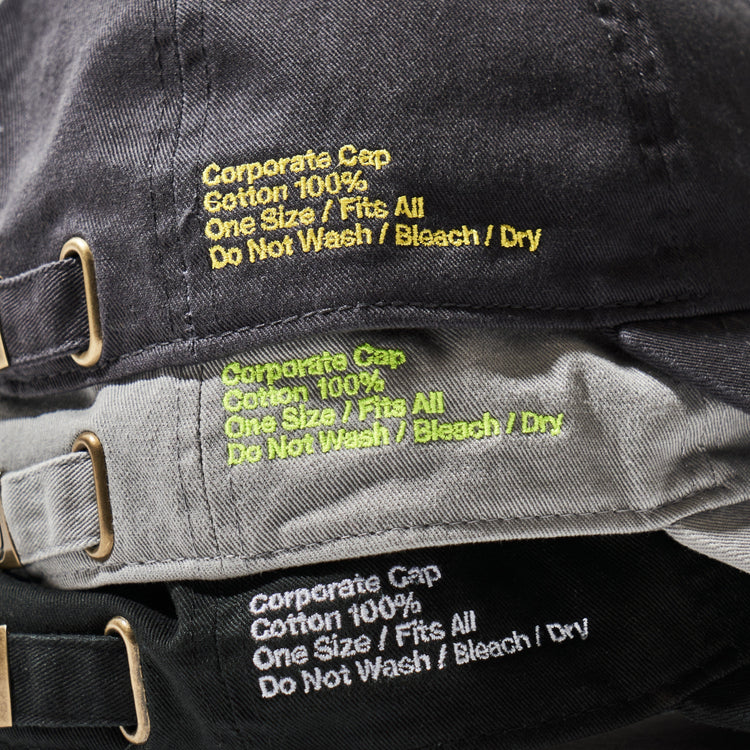 Corporate Cap
Cotton 100%
One Size / Fits All
Do Not Wash / Bleach / Dry
Corporate Cap
Cotton 100%
One Size / Fits All
Do Not Wash / Bleach / Dry
Corporate Cap
Cotton 100%
One Size / Fits All
Do Not Wash / Bleach / Dry